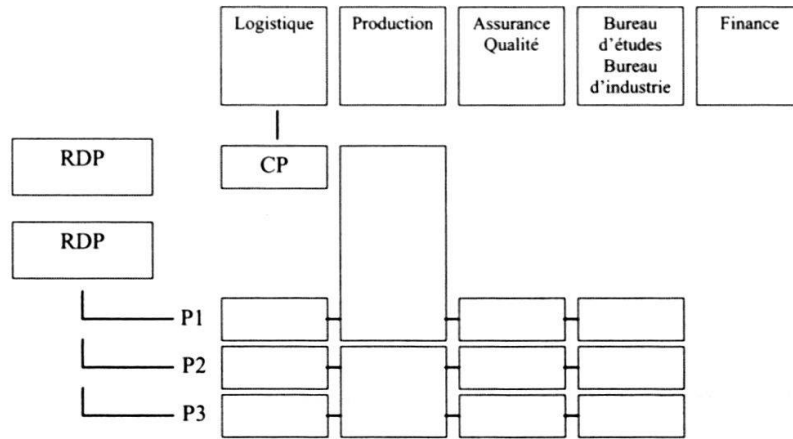 Logistique
Production
Assurance
Qualité
Bureau
d'études
Bureau
d'industrie
Finance
RDP
CP
RDP
P1
P2
P3